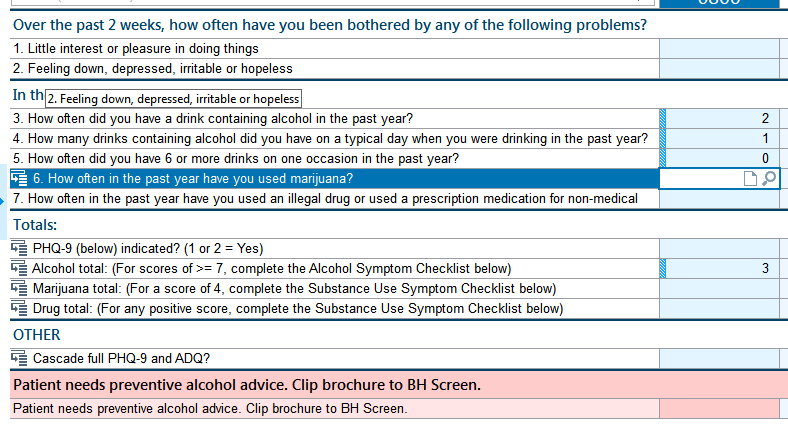 Over the past 2 weeks, how often have you been bothered by any of the following problems?
1. Little interest or pleasure in doing things
2. Feeling down, depressed, irritable or hopeless
In th
2. Feeling down, depressed, irritable or hopeless
3. How often did you have a drink containing alcohol in the past year? 2
4. How many drinks containing alcohol did you have on a typical day when you were drinking in the past year? 1
5. How often did you have 6 or more drinks on one occasion in the past year? 0
6. How often in the past year have you used marijuana?
7. How often in the past year have you used an illegal drug or used a prescription medication for non-medical
Totals:
PHQ-9 (below) indicated? (1 or 2 = Yes)
Alcohol total: (For scores of >= 7, complete the Alcohol Symptom Checklist below) 3
Marijuana total: (For a score of 4, complete the Substance Use Symptom Checklist below)
Drug total: (For any positive score, complete the Substance Use Symptom Checklist below)
OTHER
Cascade full PHQ-9 and ADQ?
Patient needs preventive alcohol advice. Clip brochure to BH Screen.
Patient needs preventive alcohol advice. Clip brochure to BH Screen.